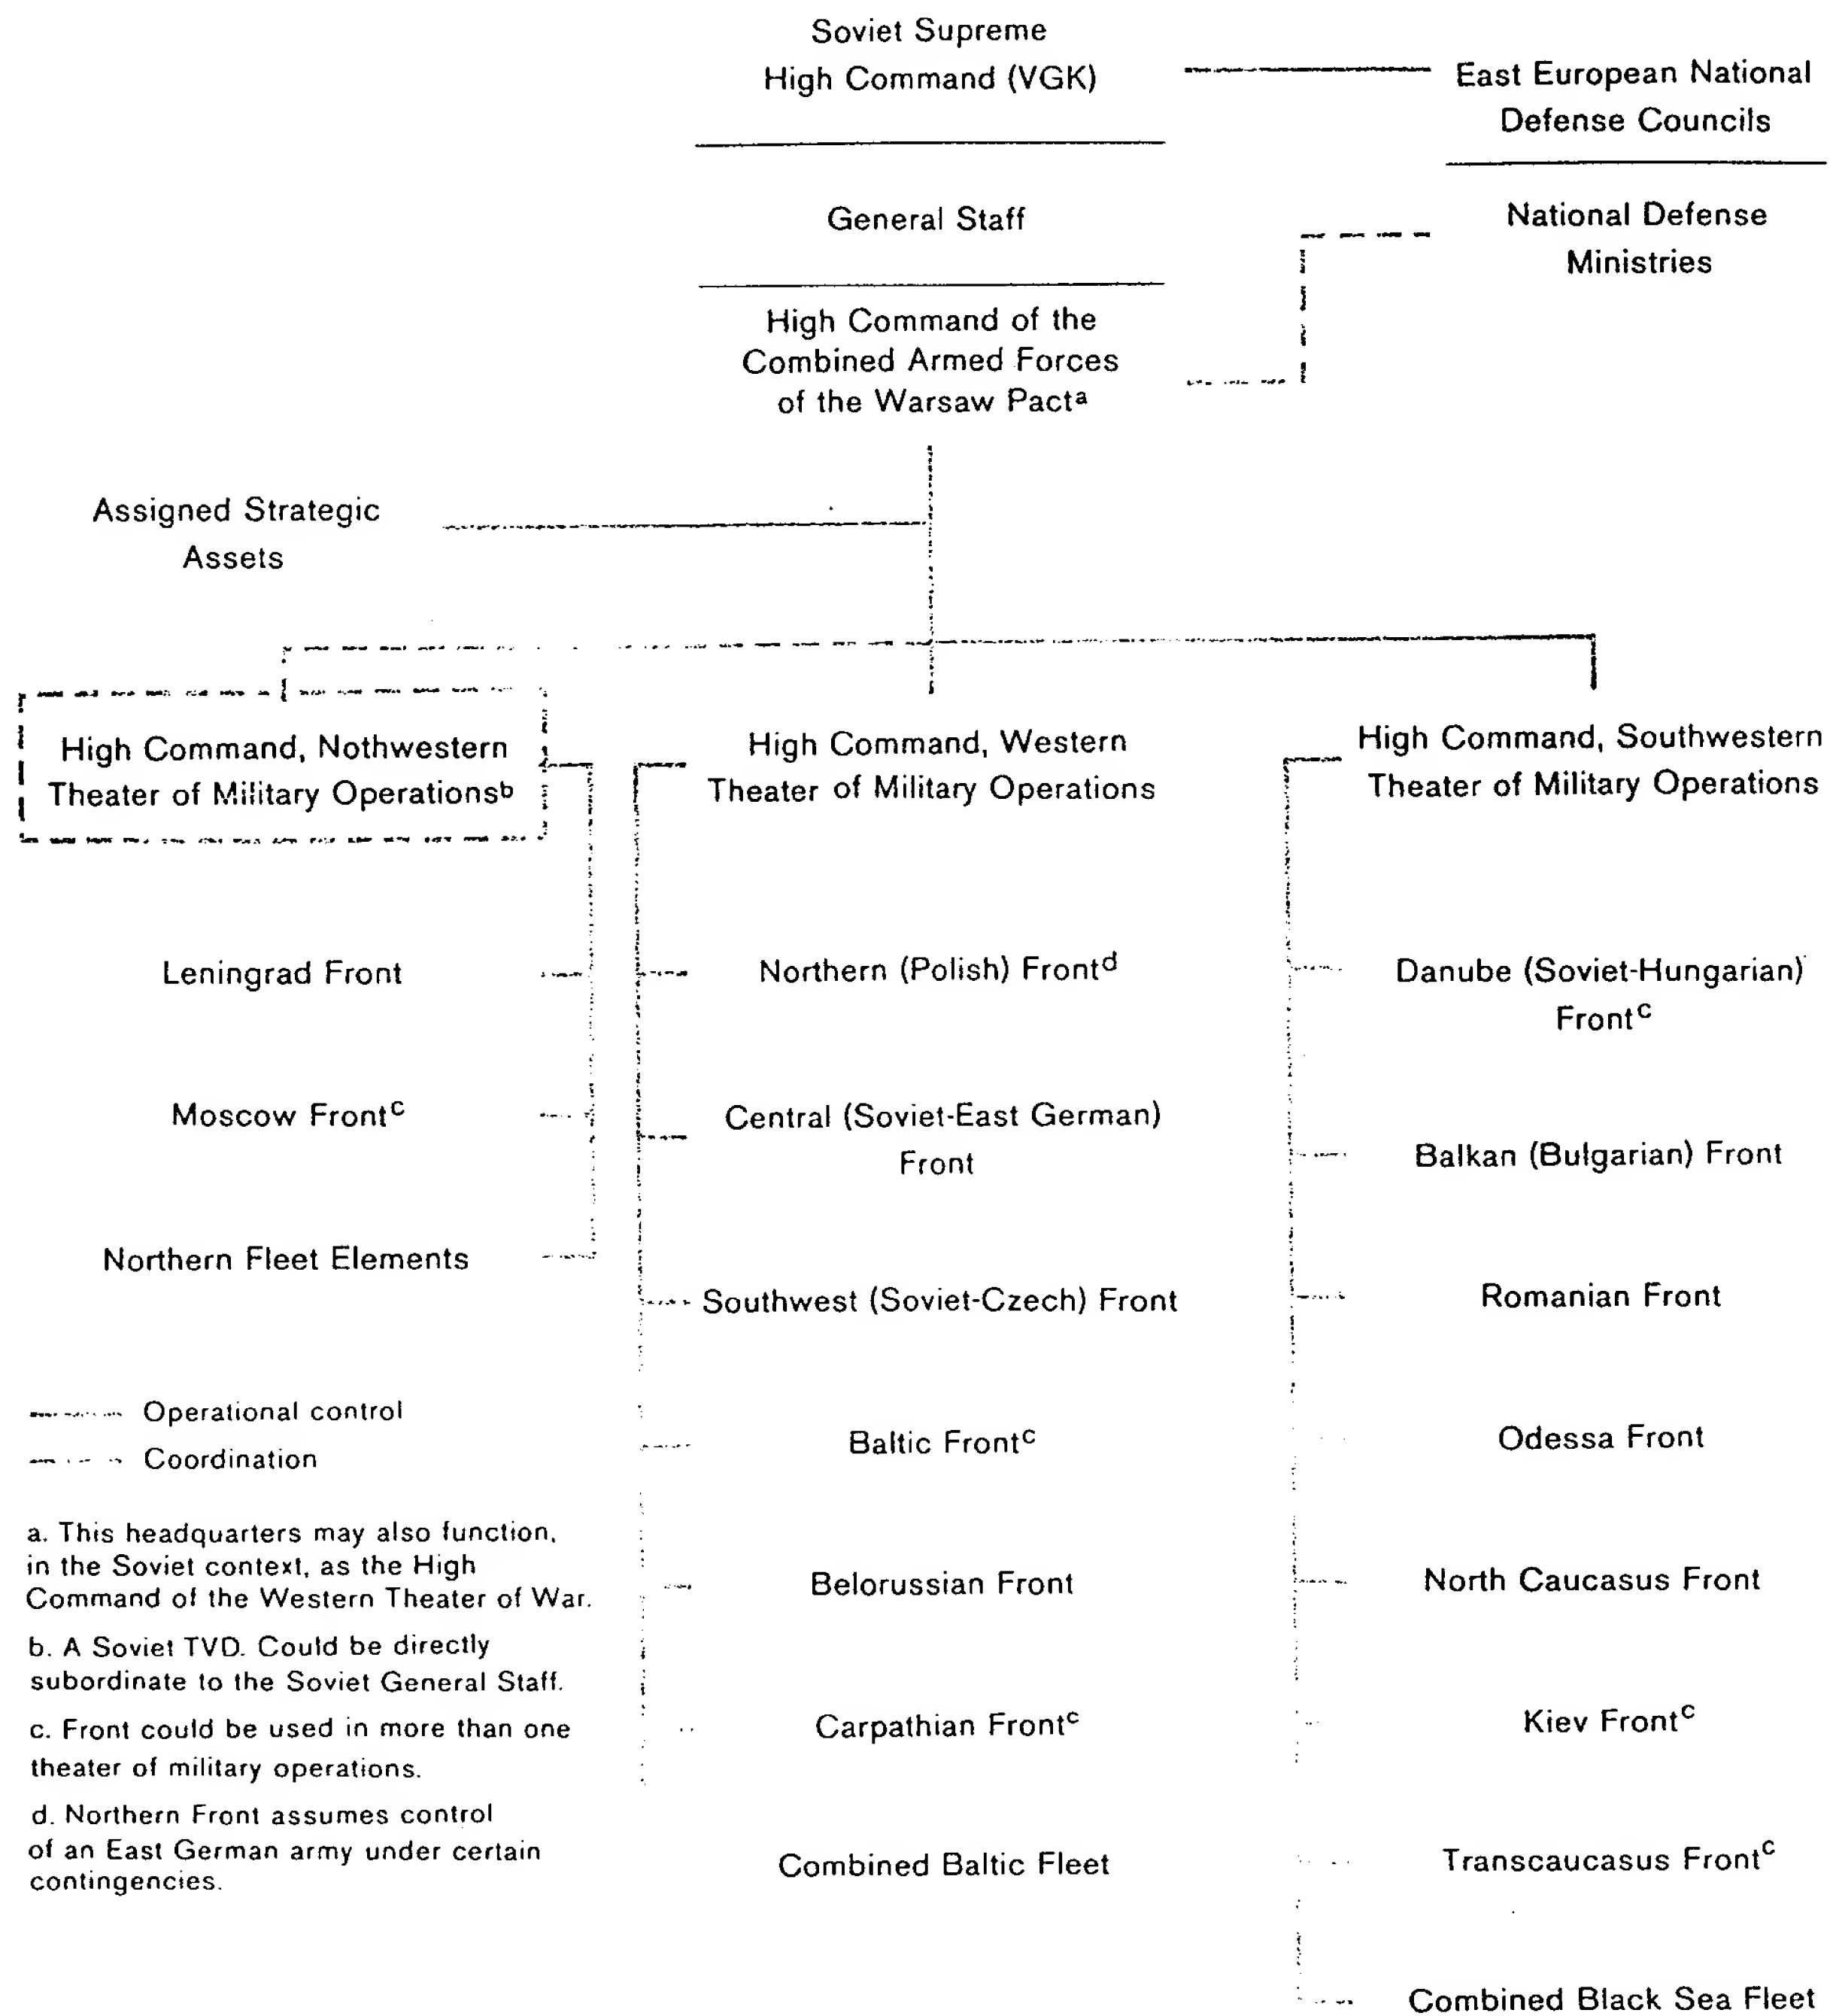 Soviet Supreme
High Command (VGK)
East European National
Defense Councils
General Staff
National Defense
Ministries
High Command of the
Combined Armed Forces
of the Warsaw Pactᵃ
Assigned Strategic
Assets
High Command, Nothwestern
Theater of Military Operationsᵇ
Leningrad Front
Moscow Frontᶜ
Northern Fleet Elements
High Command, Western
Theater of Military Operations
Northern (Polish) Frontᵈ
Central (Soviet-East German)
Front
Southwest (Soviet-Czech) Front
Baltic Frontᶜ
Belorussian Front
Carpathian Frontᶜ
Combined Baltic Fleet
High Command, Southwestern
Theater of Military Operations
Danube (Soviet-Hungarian)
Frontᶜ
Balkan (Bulgarian) Front
Romanian Front
Odessa Front
North Caucasus Front
Kiev Frontᶜ
Transcaucasus Frontᶜ
Combined Black Sea Fleet
Operational control
Coordination
a. This headquarters may also function,
in the Soviet context, as the High
Command of the Western Theater of War.
b. A Soviet TVD. Could be directly
subordinate to the Soviet General Staff.
c. Front could be used in more than one
theater of military operations.
d. Northern Front assumes control
of an East German army under certain
contingencies.